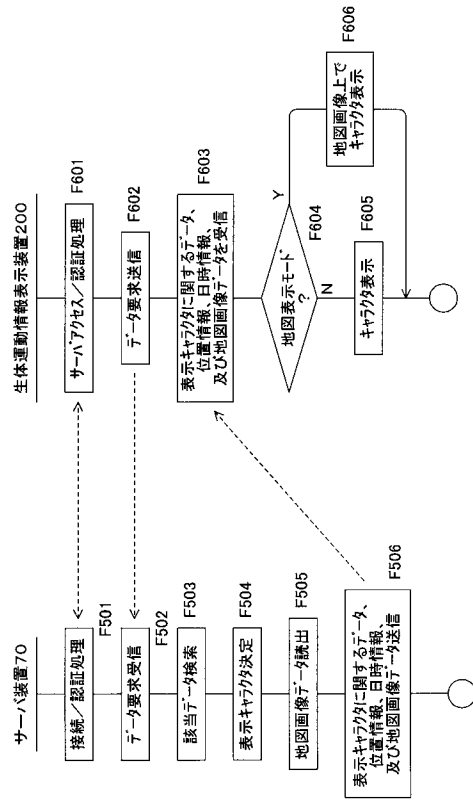 サーバ装置70
接続／認証処理
F501
データ要求受信
F502
該当データ検索
F503
表示キャラクタ決定
F504
地図画像データ読出
F505
表示キャラクタに関するデータ、
位置情報、日時情報、
及び地図画像データ送信
F506
生体運動情報表示装置200
サーバアクセス／認証処理
F601
データ要求送信
F602
表示キャラクタに関するデータ、
位置情報、日時情報、
及び地図画像データを受信
F603
地図表示モード
?
F604
Y
N
キャラクタ表示
F605
地図画像上で
キャラクタ表示
F606